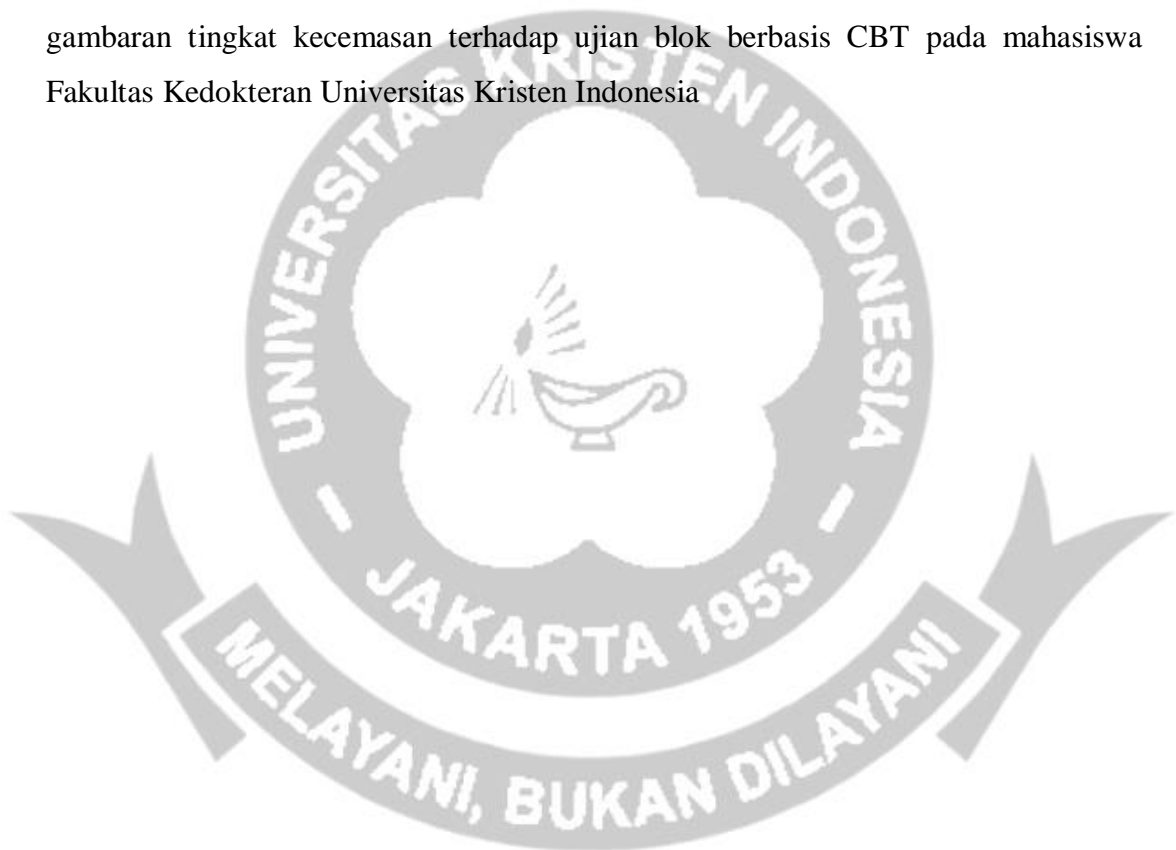 gambaran tingkat kecemasan terhadap ujian blok berbasis CBT pada mahasiswa
Fakultas Kedokteran Universitas Kristen Indonesia
UNIVERSITAS KRISTEN INDONESIA
- JAKARTA 1953 -
MELAYANI, BUKAN DILAYANI